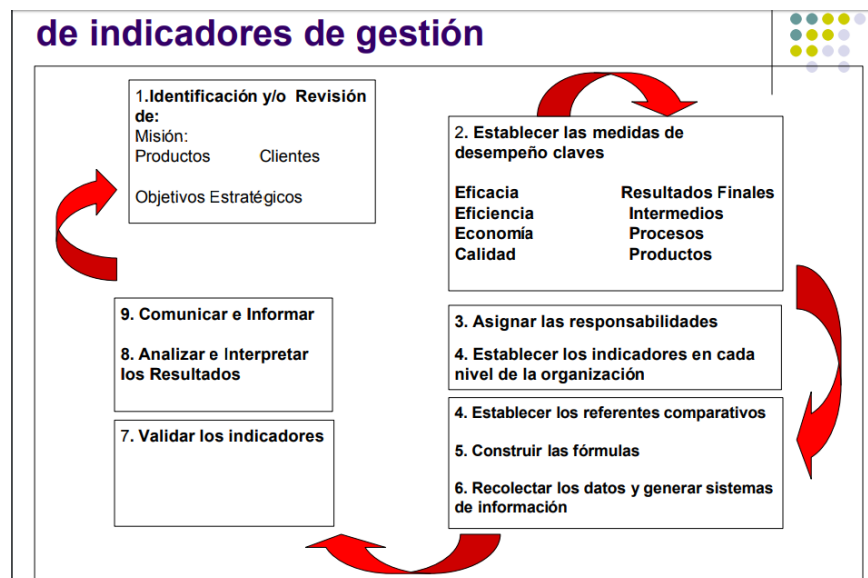 de indicadores de gestión
1.Identificación y/o Revisión
de:
Misión:
Productos Clientes
Objetivos Estratégicos
2. Establecer las medidas de
desempeño claves
Eficacia Resultados Finales
Eficiencia Intermedios
Economía Procesos
Calidad Productos
3. Asignar las responsabilidades
4. Establecer los indicadores en cada
nivel de la organización
4. Establecer los referentes comparativos
5. Construir las fórmulas
6. Recolectar los datos y generar sistemas
de información
7. Validar los indicadores
9. Comunicar e Informar
8. Analizar e Interpretar
los Resultados